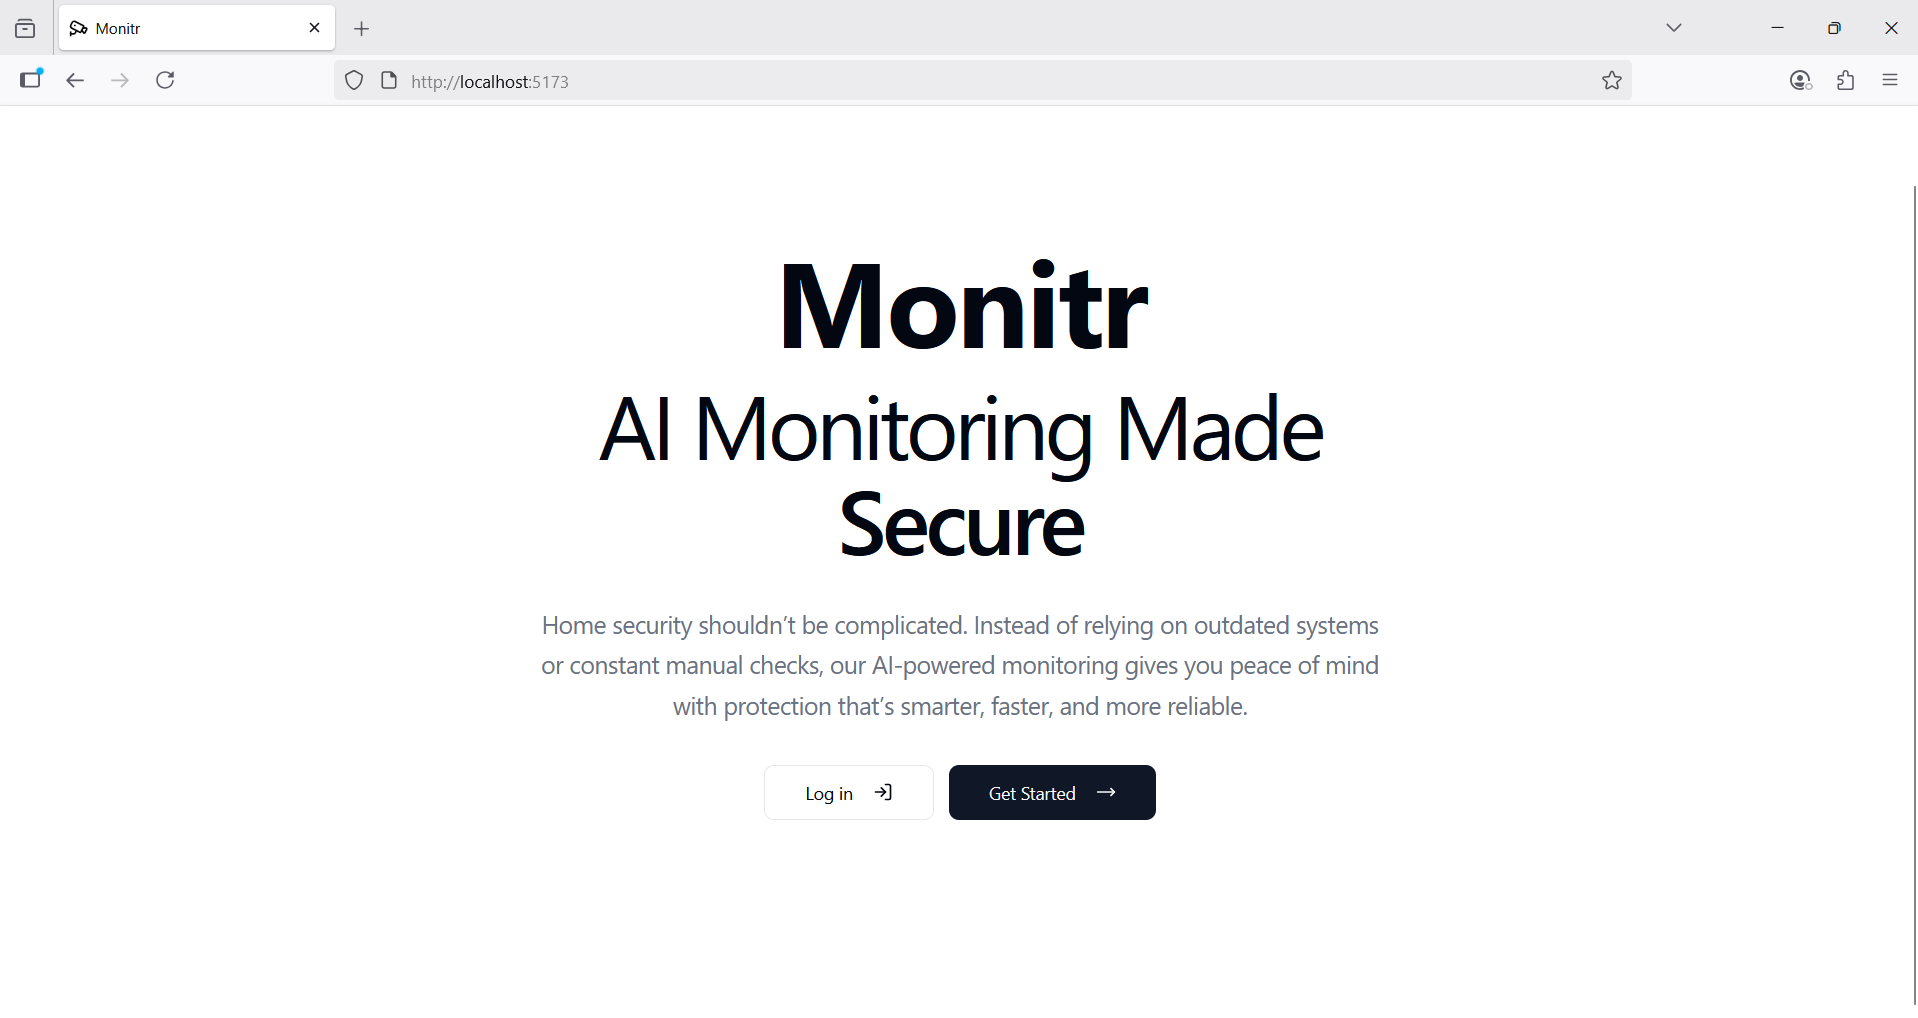 Monitr
http://localhost:5173
Monitr
AI Monitoring Made
Secure
Home security shouldn’t be complicated. Instead of relying on outdated systems
or constant manual checks, our AI-powered monitoring gives you peace of mind
with protection that’s smarter, faster, and more reliable.
Log in
Get Started